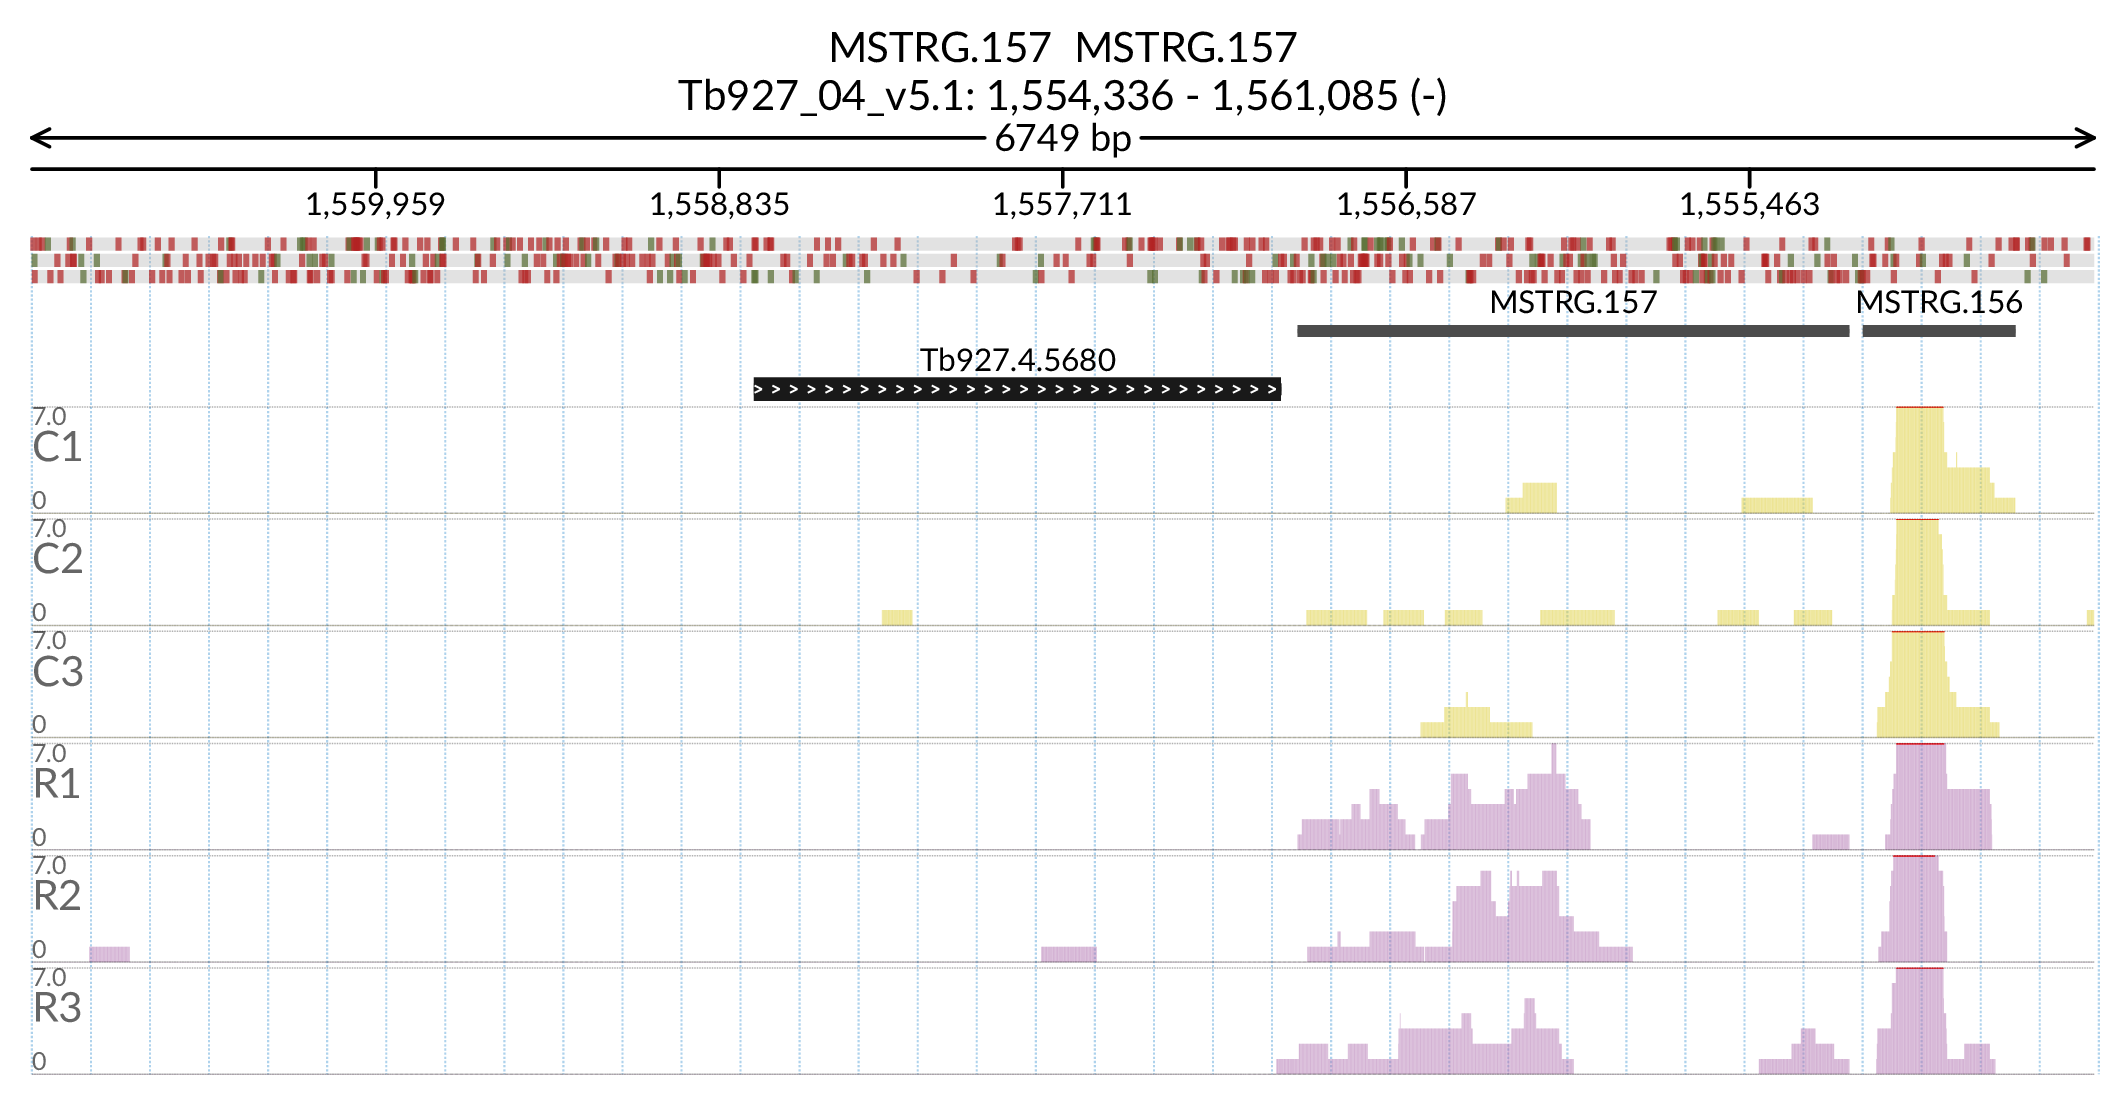 MSTRG.157 MSTRG.157
Tb927_04_v5.1: 1,554,336 - 1,561,085 (-)
6749 bp
1,559,959 1,558,835 1,557,711 1,556,587 1,555,463
MSTRG.157 MSTRG.156
Tb927.4.5680
> > > > > > > > > > > > > > > > > > > > > > > > > > > > > >
7.0
C1
0
7.0
C2
0
7.0
C3
0
7.0
R1
0
7.0
R2
0
7.0
R3
0